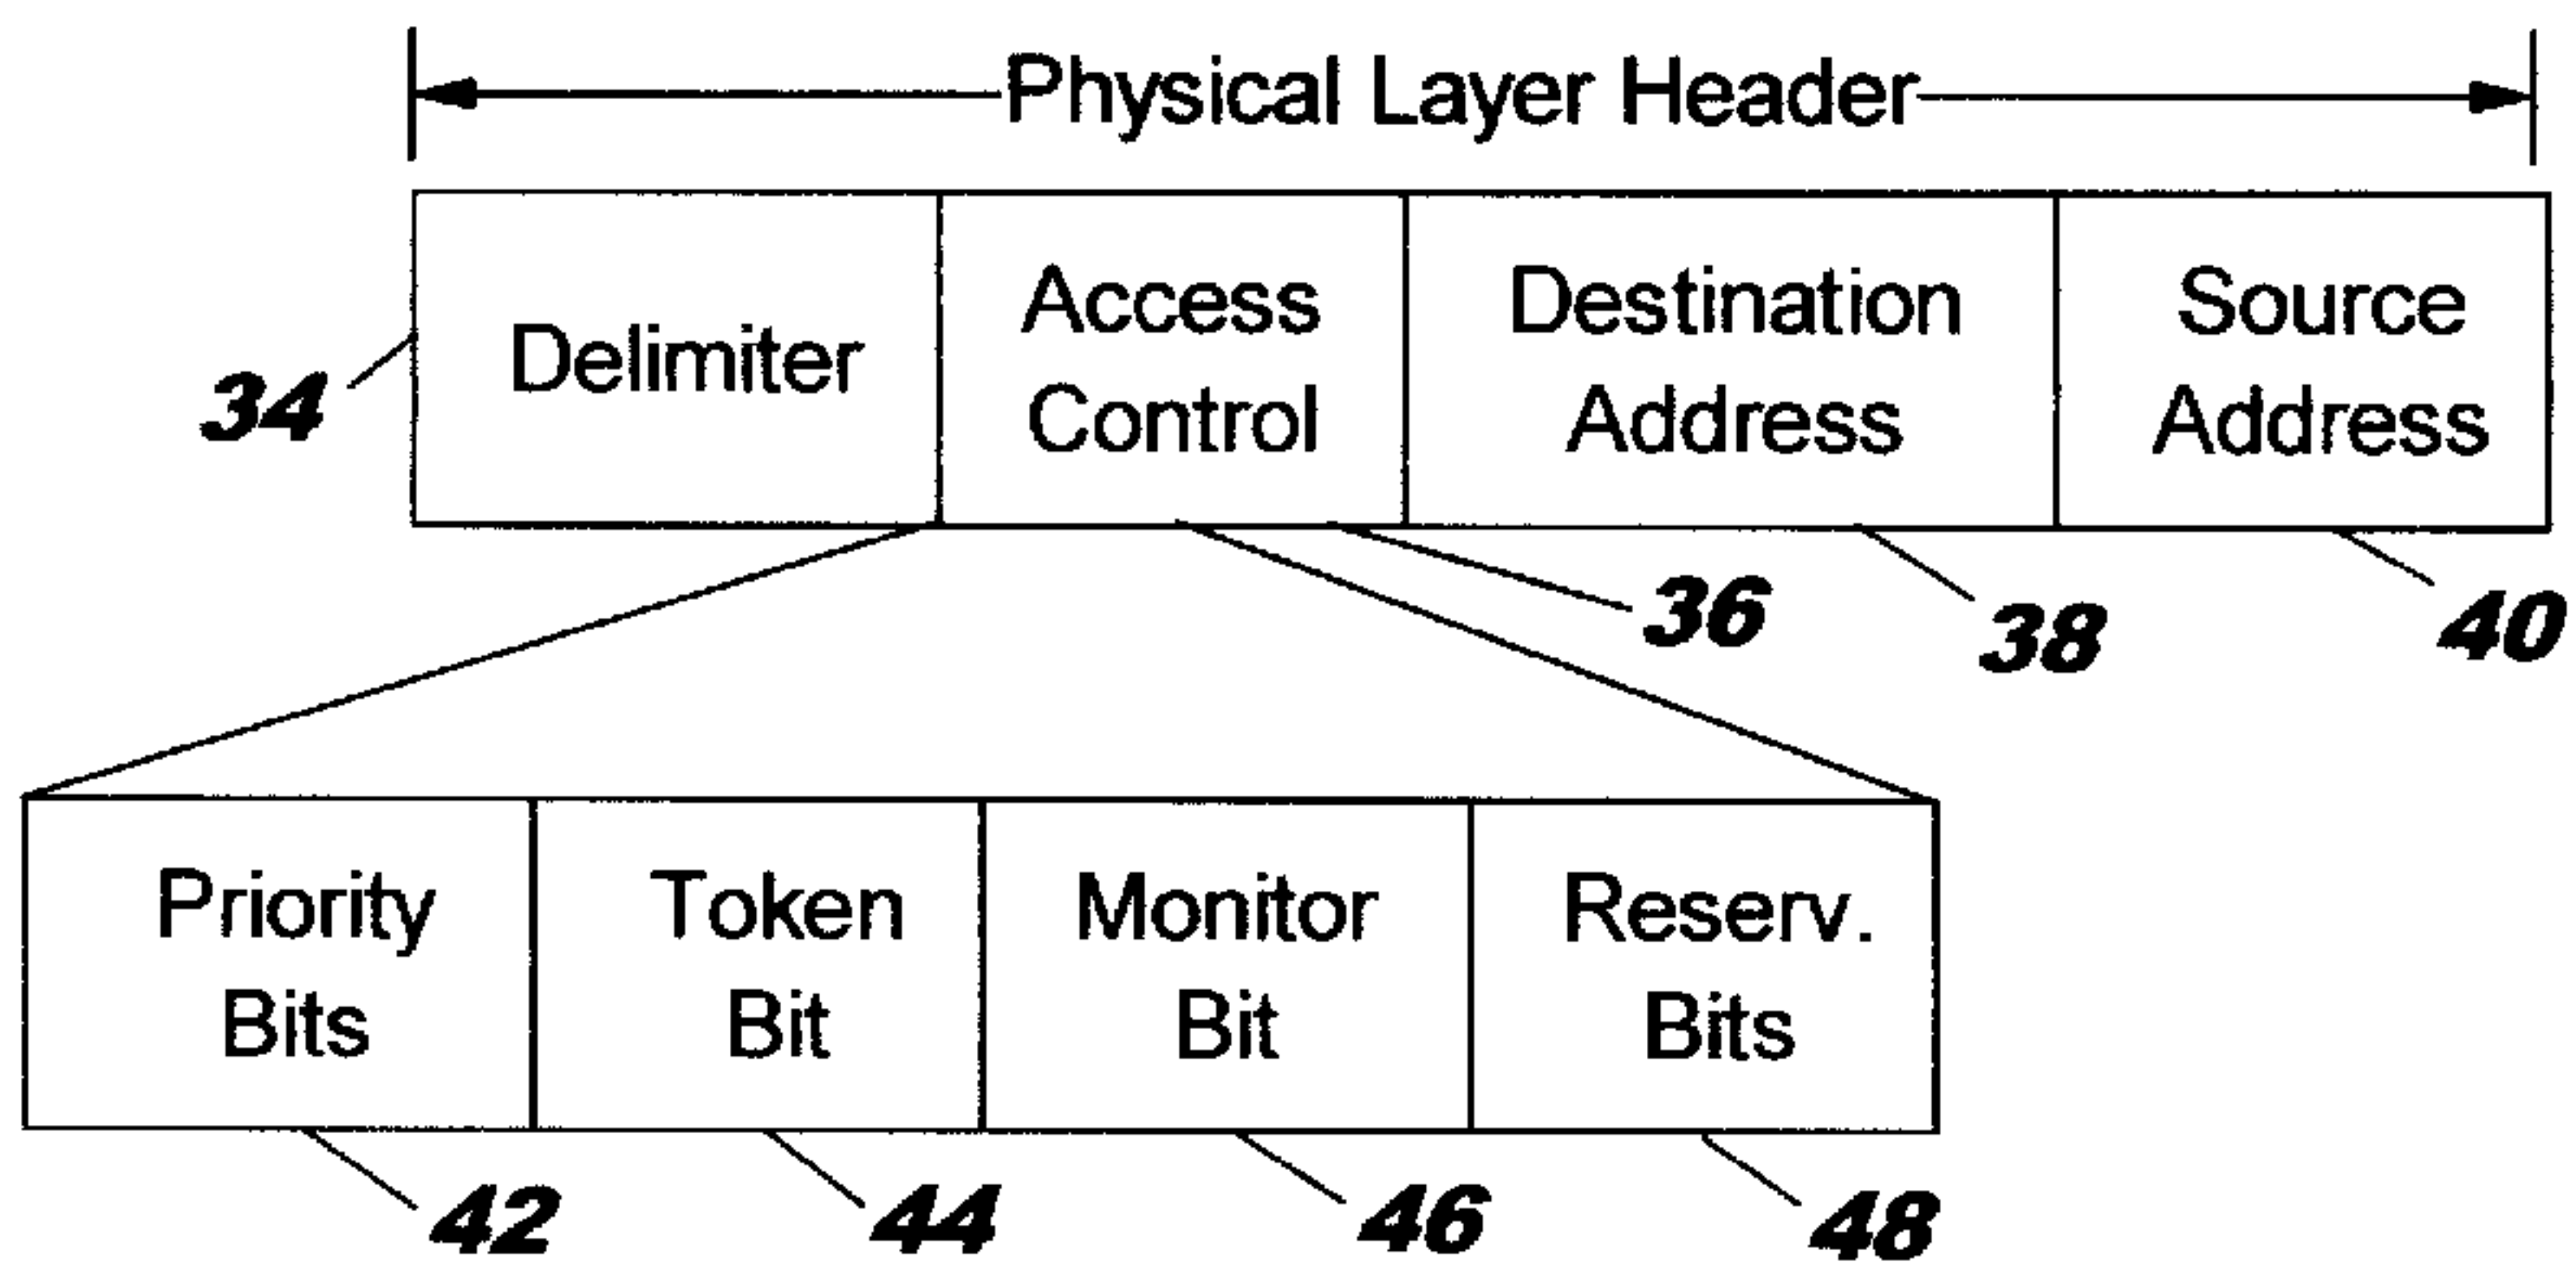 Physical Layer Header
Delimiter
Access
Control
Destination
Address
Source
Address
34
36
38
40
Priority
Bits
Token
Bit
Monitor
Bit
Reserv.
Bits
42
44
46
48